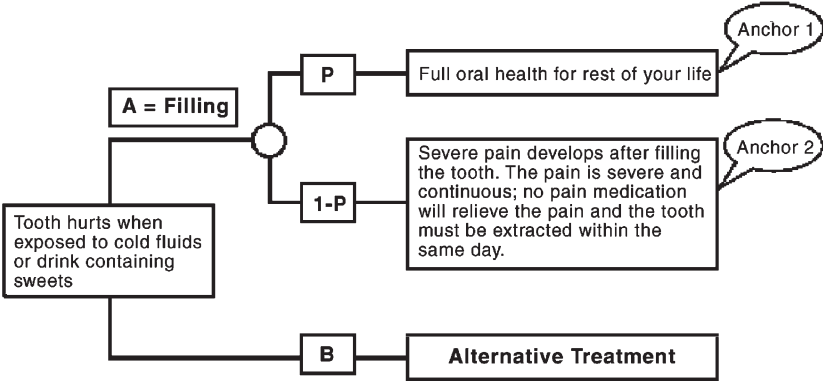 Anchor 1
P
Full oral health for rest of your life
A = Filling
Anchor 2
Severe pain develops after filling
the tooth. The pain is severe and
continuous; no pain medication
will relieve the pain and the tooth
must be extracted within the
same day.
1-P
Tooth hurts when
exposed to cold fluids
or drink containing
sweets
B
Alternative Treatment